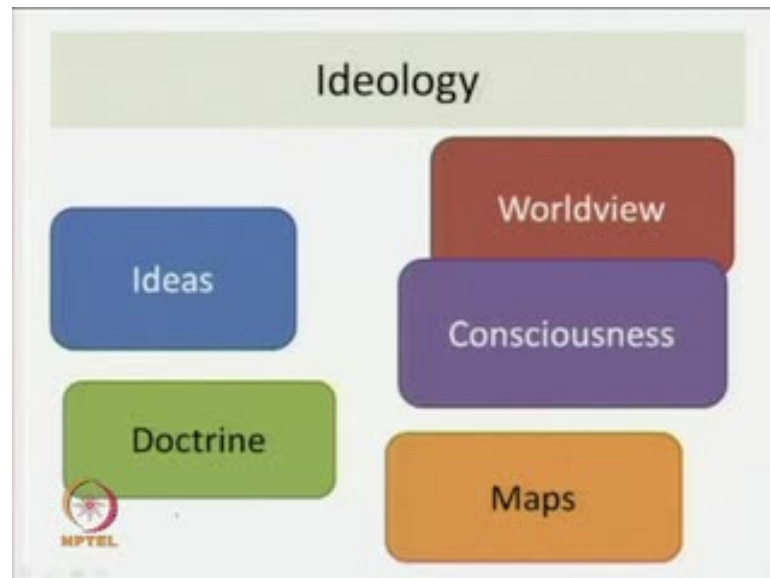 Ideology
Worldview
Ideas
Consciousness
Doctrine
Maps
NPTEL